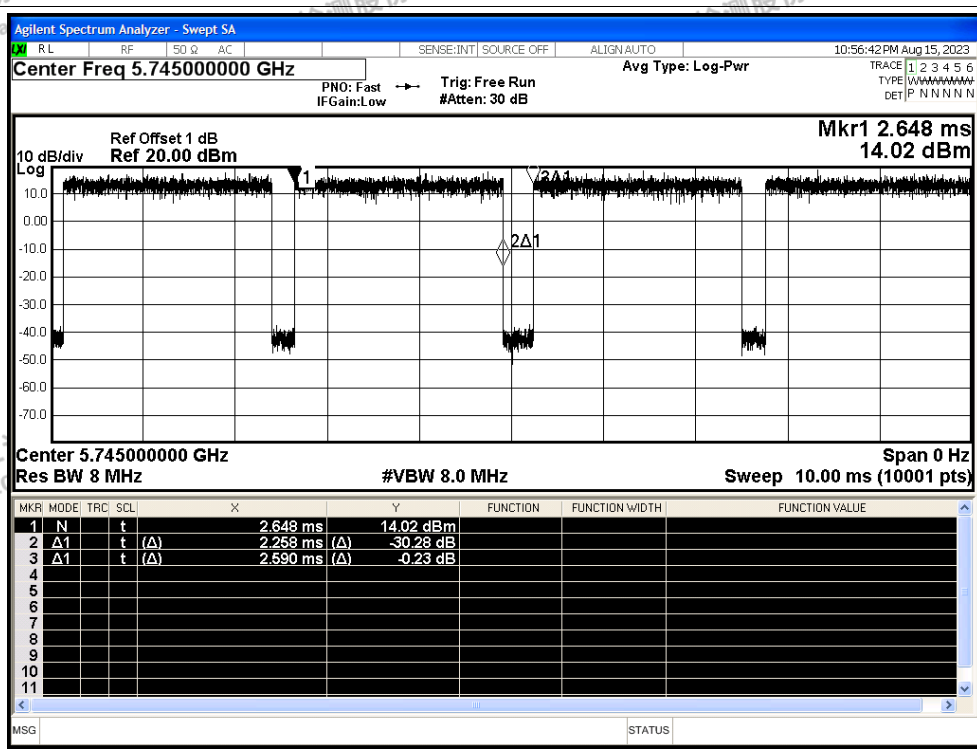 Agilent Spectrum Analyzer - Swept SA
LXI RL RF 50 Ω AC SENSE:INT SOURCE OFF ALIGN AUTO 10:56:42 PM Aug 15, 2023
Center Freq 5.745000000 GHz
PNO: Fast
IFGain:Low
Trig: Free Run
#Atten: 30 dB
Avg Type: Log-Pwr
TRACE 1 2 3 4 5 6
TYPE W
DET P N N N N N
Mkr1 2.648 ms
14.02 dBm
10 dB/div
Log
Ref Offset 1 dB
Ref 20.00 dBm
10.0
0.00
-10.0
-20.0
-30.0
-40.0
-50.0
-60.0
-70.0
1
2Δ1
3Δ1
Center 5.745000000 GHz
Span 0 Hz
Res BW 8 MHz
#VBW 8.0 MHz
Sweep 10.00 ms (10001 pts)
MKR MODE TRC SCL X Y FUNCTION FUNCTION WIDTH FUNCTION VALUE
1 N t 2.648 ms 14.02 dBm
2 Δ1 t (Δ) 2.258 ms (Δ) -30.28 dB
3 Δ1 t (Δ) 2.590 ms (Δ) -0.23 dB
4
5
6
7
8
9
10
11
MSG
STATUS